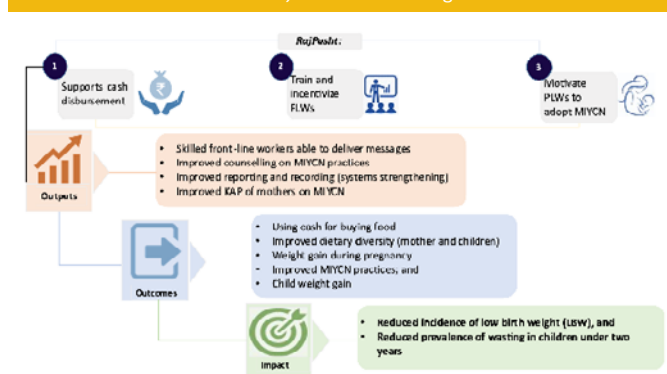 RajPusht:
1
Supports cash
disbursement
2
Train and
incentivize
FLWs
3
Motivate
PLWs to
adopt MIYCN
Outputs
• Skilled front-line workers able to deliver messages
• Improved counselling on MIYCN practices
• Improved reporting and recording (systems strengthening)
• Improved KAP of mothers on MIYCN
Outcomes
• Using cash for buying food
• Improved dietary diversity (mother and children)
• Weight gain during pregnancy
• Improved MIYCN practices, and
• Child weight gain
Impact
• Reduced incidence of low birth weight (LBW), and
• Reduced prevalence of wasting in children under two
years